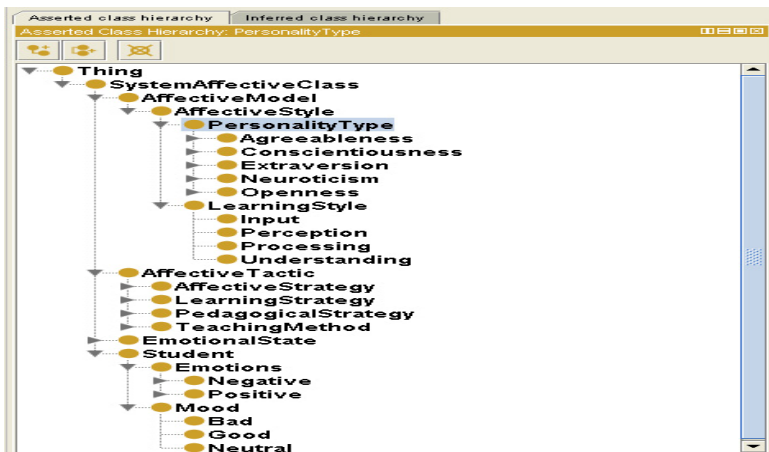 Asserted class hierarchy Inferred class hierarchy
Asserted Class Hierarchy: PersonalityType
Thing
SystemAffectiveClass
AffectiveModel
AffectiveStyle
PersonalityType
Agreeableness
Conscientiousness
Extraversion
Neuroticism
Openness
LearningStyle
Input
Perception
Processing
Understanding
AffectiveTactic
AffectiveStrategy
LearningStrategy
PedagogicalStrategy
TeachingMethod
EmotionalState
Student
Emotions
Negative
Positive
Mood
Bad
Good
Neutral